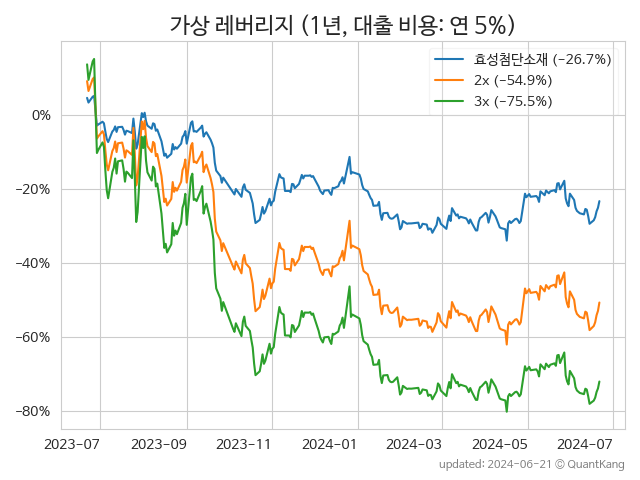 가상 레버리지 (1년, 대출 비용: 연 5%)
효성첨단소재 (−26.7%)
2x (−54.9%)
3x (−75.5%)
0%
−20%
−40%
−60%
−80%
2023-07 2023-09 2023-11 2024-01 2024-03 2024-05 2024-07
updated: 2024-06-21 © QuantKang